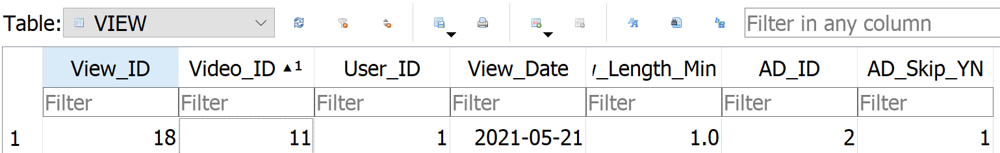 Table: VIEW Filter in any column
View_ID Video_ID ▲1 User_ID View_Date _Length_Min AD_ID AD_Skip_YN
Filter Filter Filter Filter Filter Filter Filter
1 18 11 1 2021-05-21 1.0 2 1